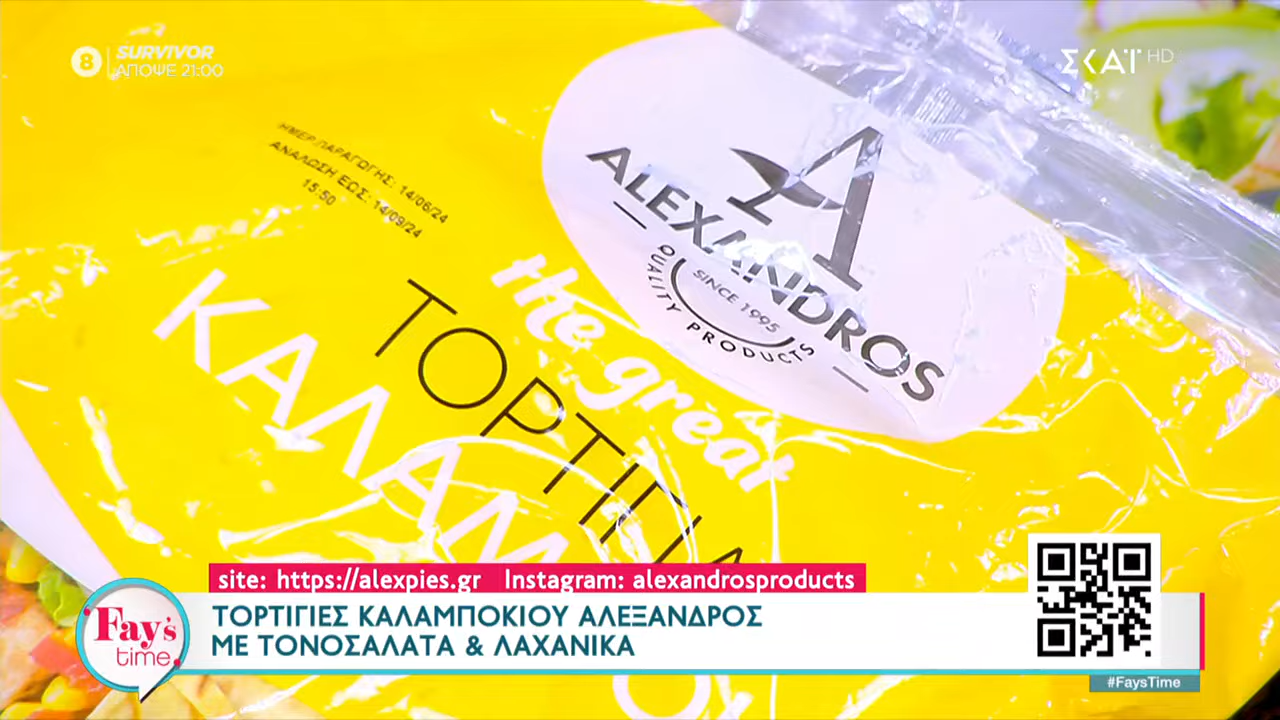 8
SURVIVOR
ΑΠΟΨΕ 21:00
ΣΚΑΪ HD
ΗΜΕΡ.ΠΑΡΑΓΩΓΗΣ: 14/06/24
ΑΝΑΛΩΣΗ ΕΩΣ: 14/09/24
15:50
A
ALEXANDROS
QUALITY PRODUCTS
SINCE 1995
the great
ΤΟΡΤΙΓΙΑ
ΚΑΛΑΜ
site: https://alexpies.gr Instagram: alexandrosproducts
ΤΟΡΤΙΓΙΕΣ ΚΑΛΑΜΠΟΚΙΟΥ ΑΛΕΞΑΝΔΡΟΣ
ΜΕ ΤΟΝΟΣΑΛΑΤΑ & ΛΑΧΑΝΙΚΑ
Fay's
time
#FaysTime